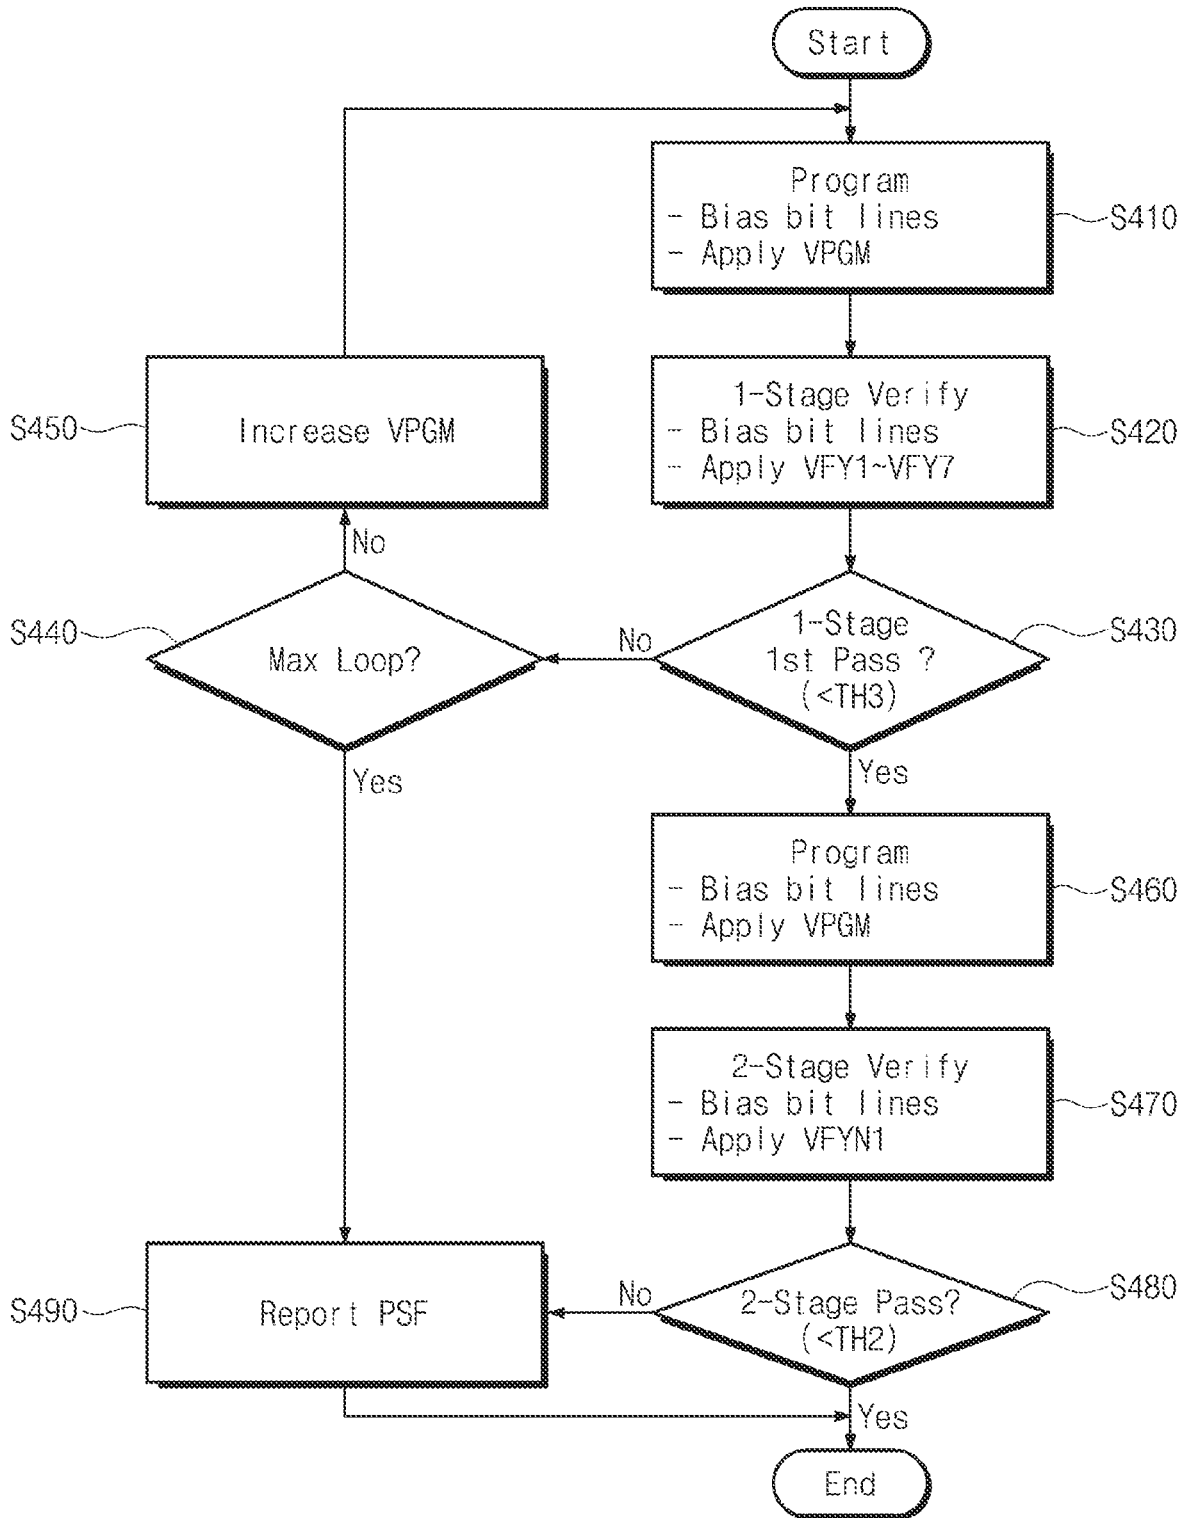 Start
Program
- Bias bit lines
- Apply VPGM
S410
1-Stage Verify
- Bias bit lines
- Apply VFY1~VFY7
S420
S450
Increase VPGM
No
S440
Max Loop?
No
1-Stage
1st Pass ?
(<TH3)
S430
Yes
Yes
Program
- Bias bit lines
- Apply VPGM
S460
2-Stage Verify
- Bias bit lines
- Apply VFYN1
S470
S490
Report PSF
No
2-Stage Pass?
(<TH2)
S480
Yes
End